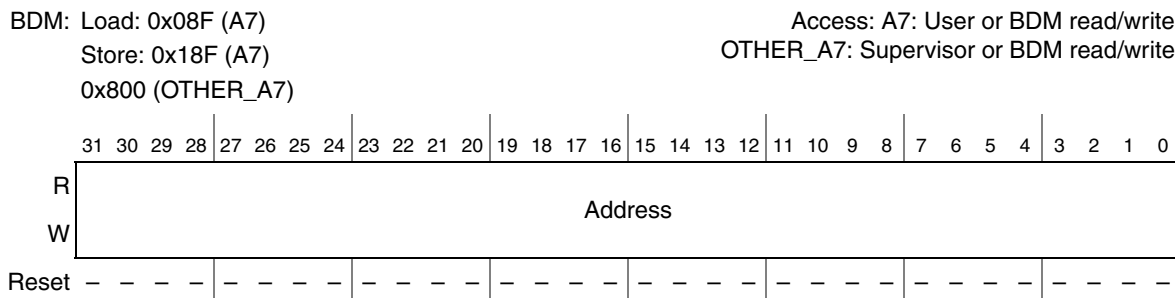 BDM: Load: 0x08F (A7) Access: A7: User or BDM read/write
Store: 0x18F (A7) OTHER_A7: Supervisor or BDM read/write
0x800 (OTHER_A7)
31 30 29 28 27 26 25 24 23 22 21 20 19 18 17 16 15 14 13 12 11 10 9 8 7 6 5 4 3 2 1 0
R
Address
W
Reset – – – – – – – – – – – – – – – – – – – – – – – – – – – – – – – –